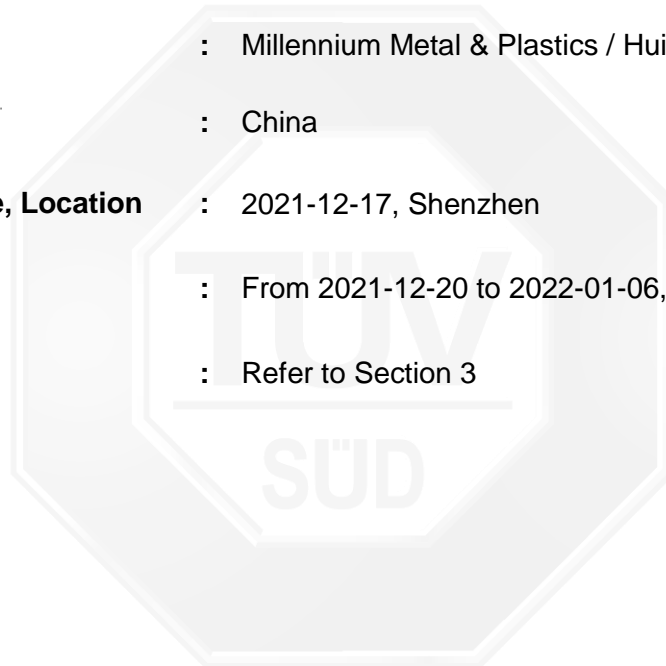 : Millennium Metal & Plastics / Hui
: China
e, Location : 2021-12-17, Shenzhen
: From 2021-12-20 to 2022-01-06,
: Refer to Section 3
TÜV
SÜD